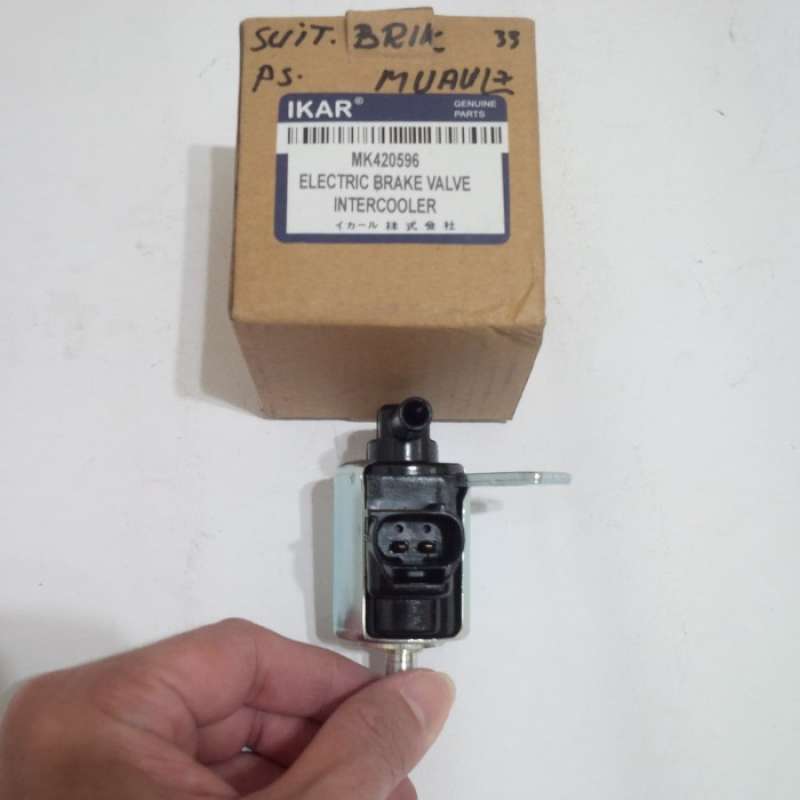 SUIT. BRIK 33
PS. MUAULZ
IKAR® GENUINE PARTS
MK420596
ELECTRIC BRAKE VALVE
INTERCOOLER
イカール 株式会社